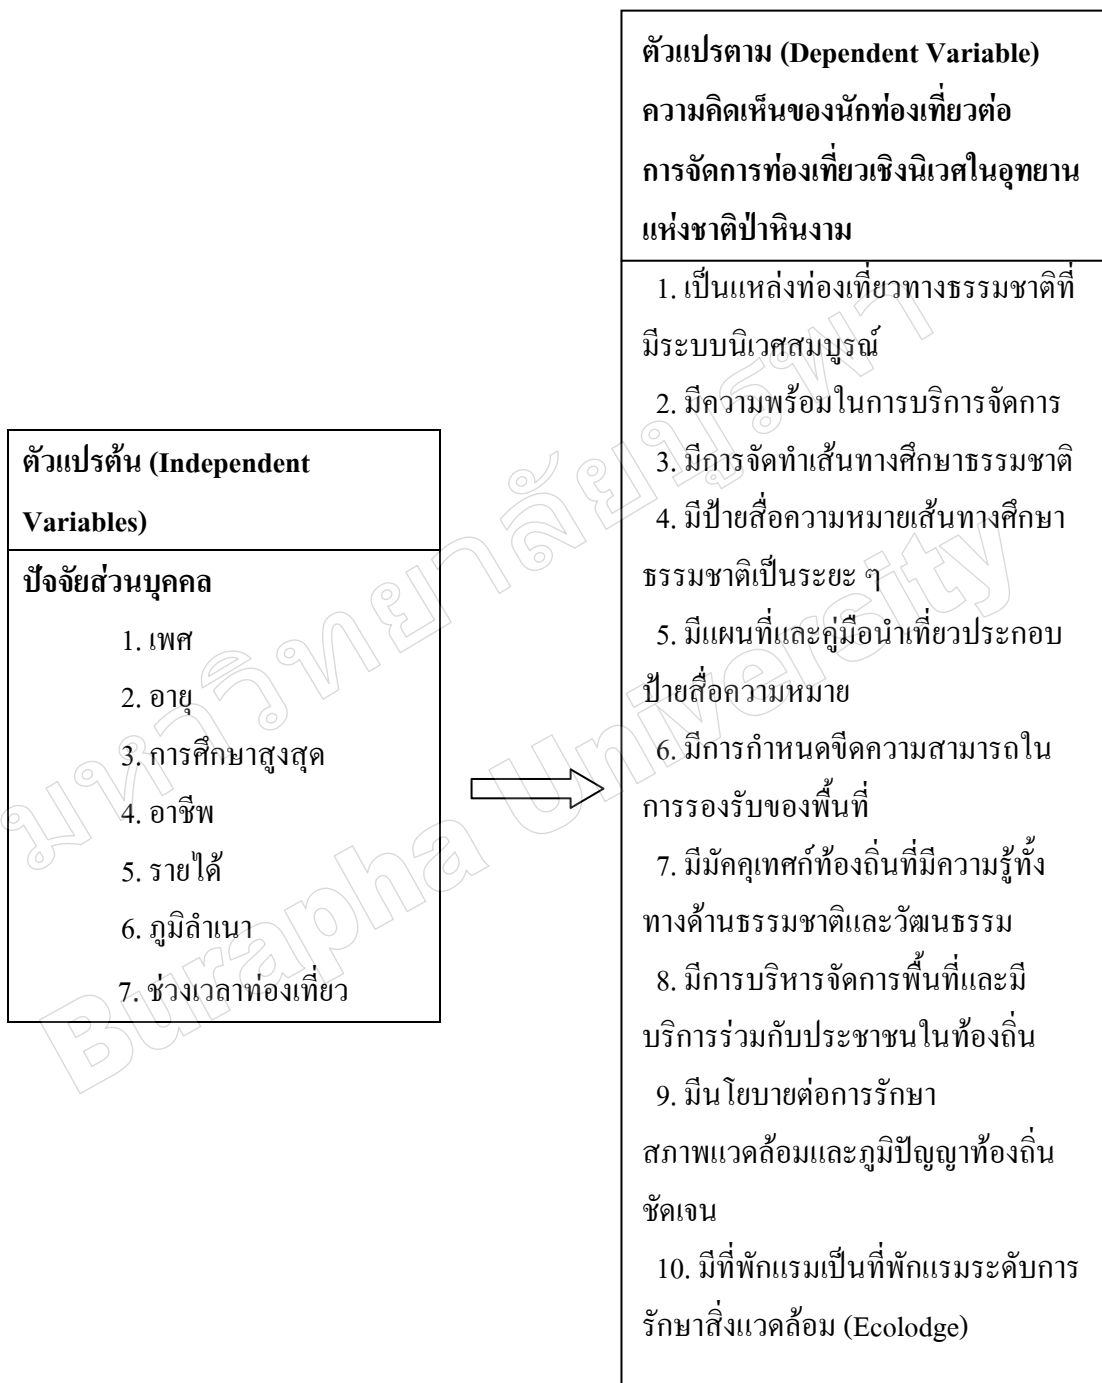 ตัวแปรตาม (Dependent Variable)
ความคิดเห็นของนักท่องเที่ยวต่อ
การจัดการท่องเที่ยวเชิงนิเวศในอุทยาน
แห่งชาติป่าหินงาม
1. เป็นแหล่งท่องเที่ยวทางธรรมชาติที่
มีระบบนิเวศสมบูรณ์
2. มีความพร้อมในการบริการจัดการ
3. มีการจัดทำเส้นทางศึกษาธรรมชาติ
4. มีป้ายสื่อความหมายเส้นทางศึกษา
ธรรมชาติเป็นระยะ ๆ
5. มีแผนที่และคู่มือนำเที่ยวประกอบ
ป้ายสื่อความหมาย
6. มีการกำหนดขีดความสามารถใน
การรองรับของพื้นที่
7. มีมัคคุเทศก์ท้องถิ่นที่มีความรู้ทั้ง
ทางด้านธรรมชาติและวัฒนธรรม
8. มีการบริหารจัดการพื้นที่และมี
บริการร่วมกับประชาชนในท้องถิ่น
9. มีนโยบายต่อการรักษา
สภาพแวดล้อมและภูมิปัญญาท้องถิ่น
ชัดเจน
10. มีที่พักแรมเป็นที่พักแรมระดับการ
รักษาสิ่งแวดล้อม (Ecolodge)
ตัวแปรต้น (Independent
Variables)
ปัจจัยส่วนบุคคล
1. เพศ
2. อายุ
3. การศึกษาสูงสุด
4. อาชีพ
5. รายได้
6. ภูมิลำเนา
7. ช่วงเวลาท่องเที่ยว
มหาวิทยาลัยบูรพา
Burapha University